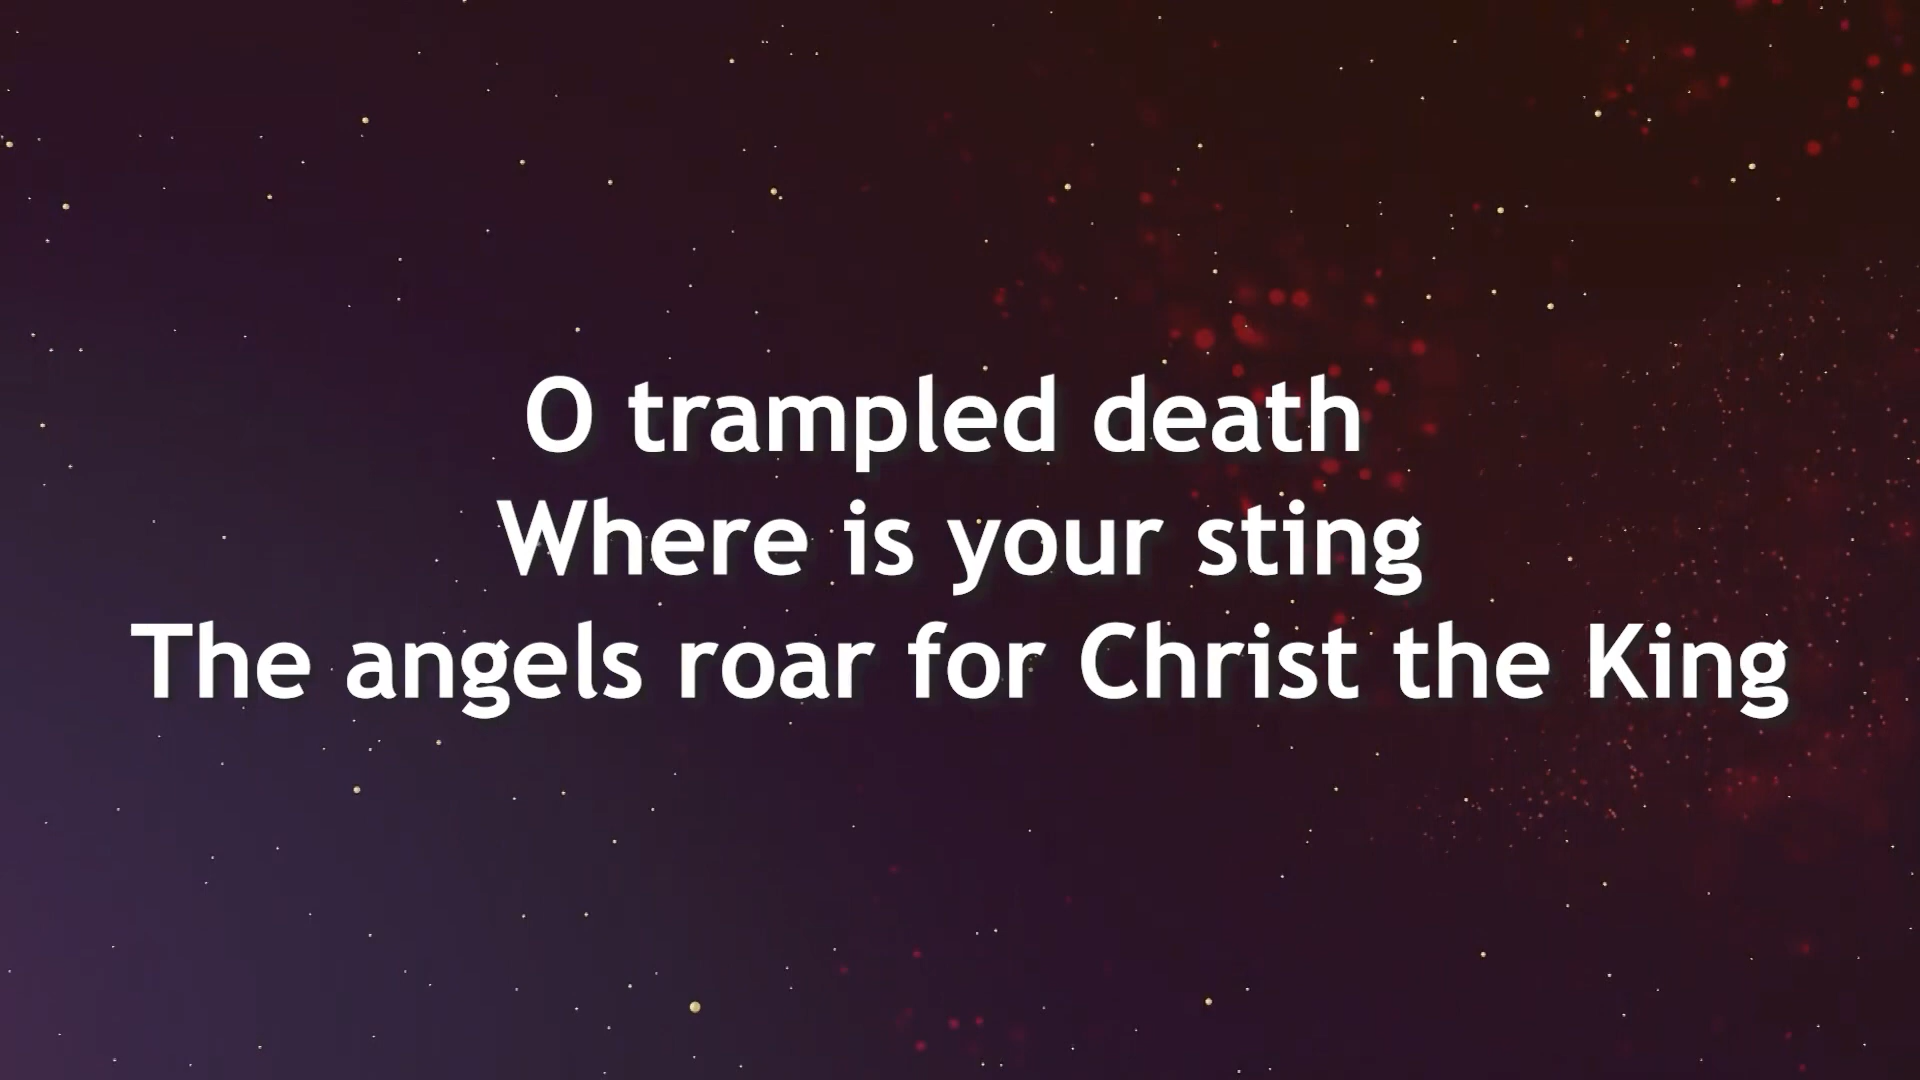 O trampled death
Where is your sting
The angels roar for Christ the King